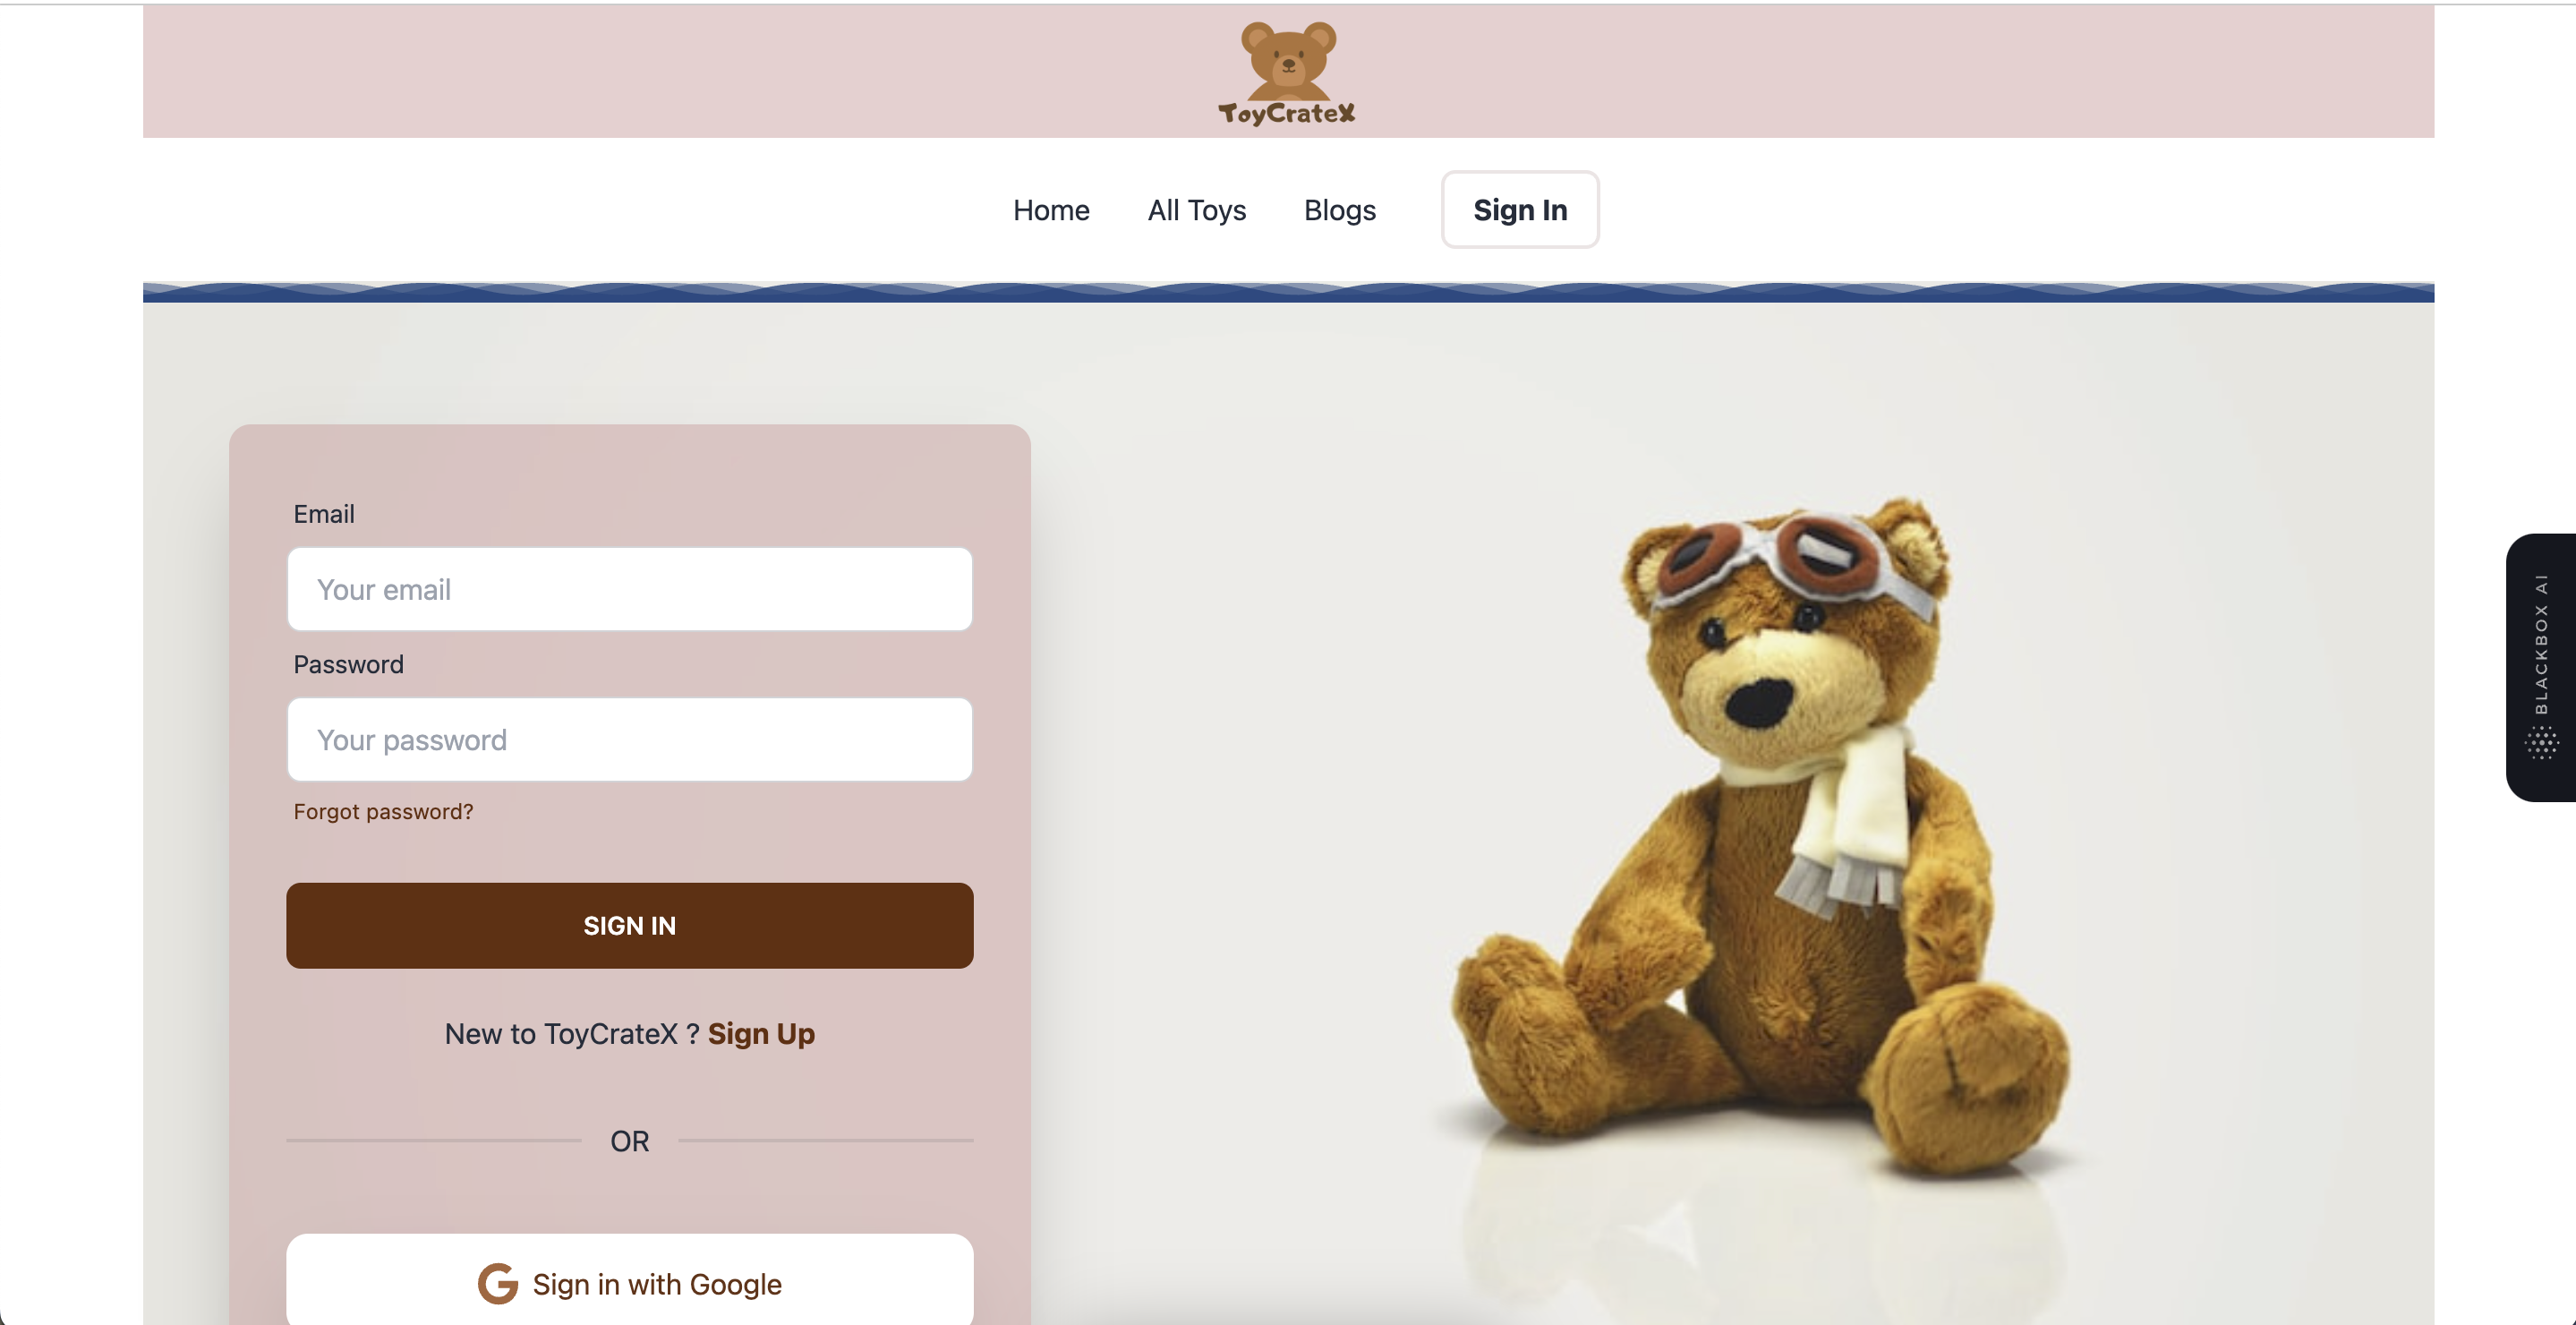 ToyCrateX
Home
All Toys
Blogs
Sign In
Email
Your email
Password
Your password
Forgot password?
SIGN IN
New to ToyCrateX ? Sign Up
OR
Sign in with Google
BLACKBOX AI